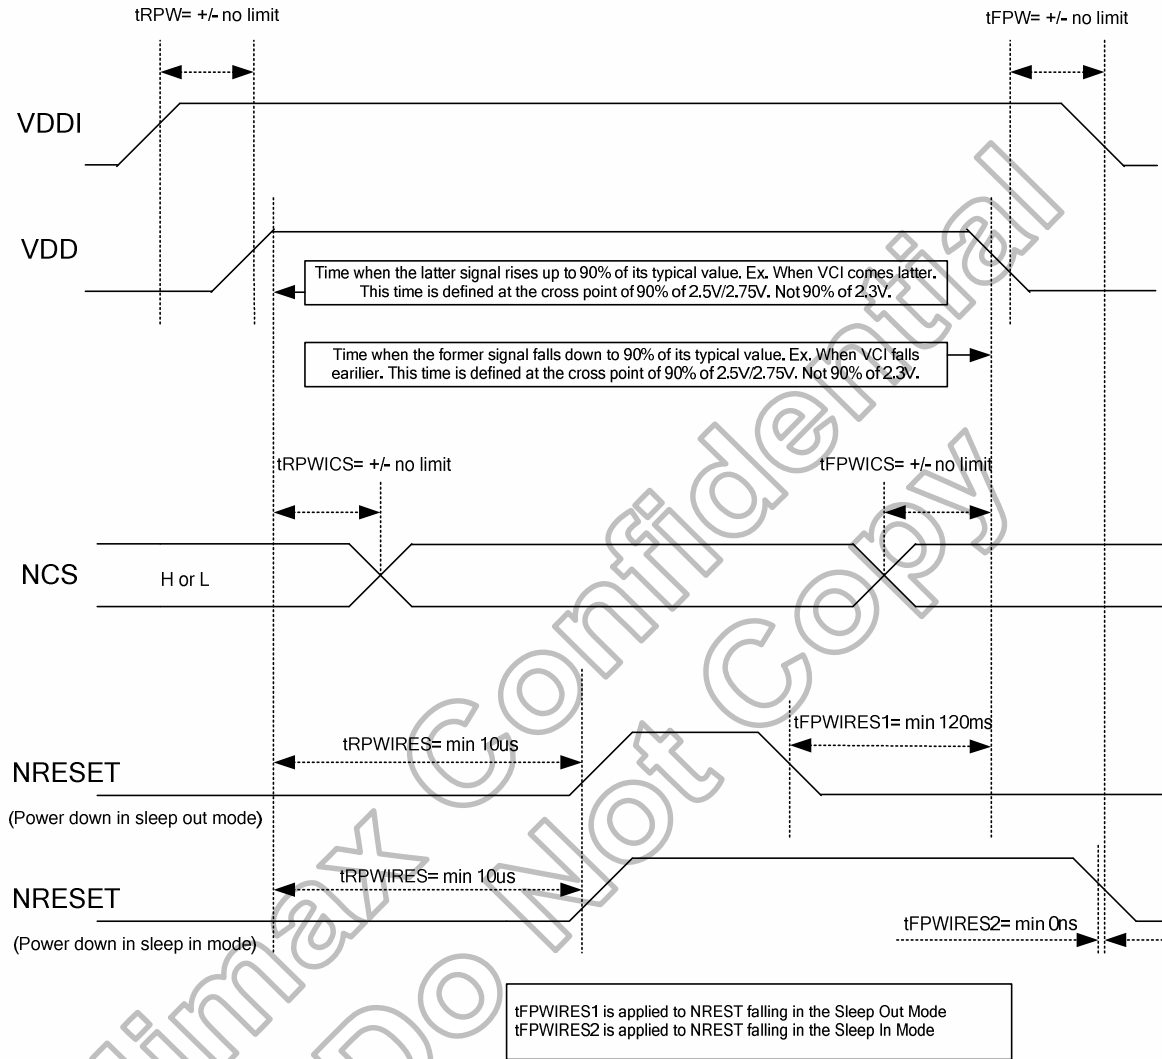 tRPW= +/- no limit
tFPW= +/- no limit
VDDI
VDD
Time when the latter signal rises up to 90% of its typical value. Ex. When VCI comes latter.
This time is defined at the cross point of 90% of 2.5V/2.75V. Not 90% of 2.3V.
Time when the former signal falls down to 90% of its typical value. Ex. When VCI falls
earilier. This time is defined at the cross point of 90% of 2.5V/2.75V. Not 90% of 2.3V.
tRPWICS= +/- no limit
tFPWICS= +/- no limit
NCS
H or L
tFPWIRES1= min 120ms
tRPWIRES= min 10us
NRESET
(Power down in sleep out mode)
tRPWIRES= min 10us
NRESET
(Power down in sleep in mode)
tFPWIRES2= min 0ns
tFPWIRES1 is applied to NREST falling in the Sleep Out Mode
tFPWIRES2 is applied to NREST falling in the Sleep In Mode
Himax Confidential
Do Not Copy